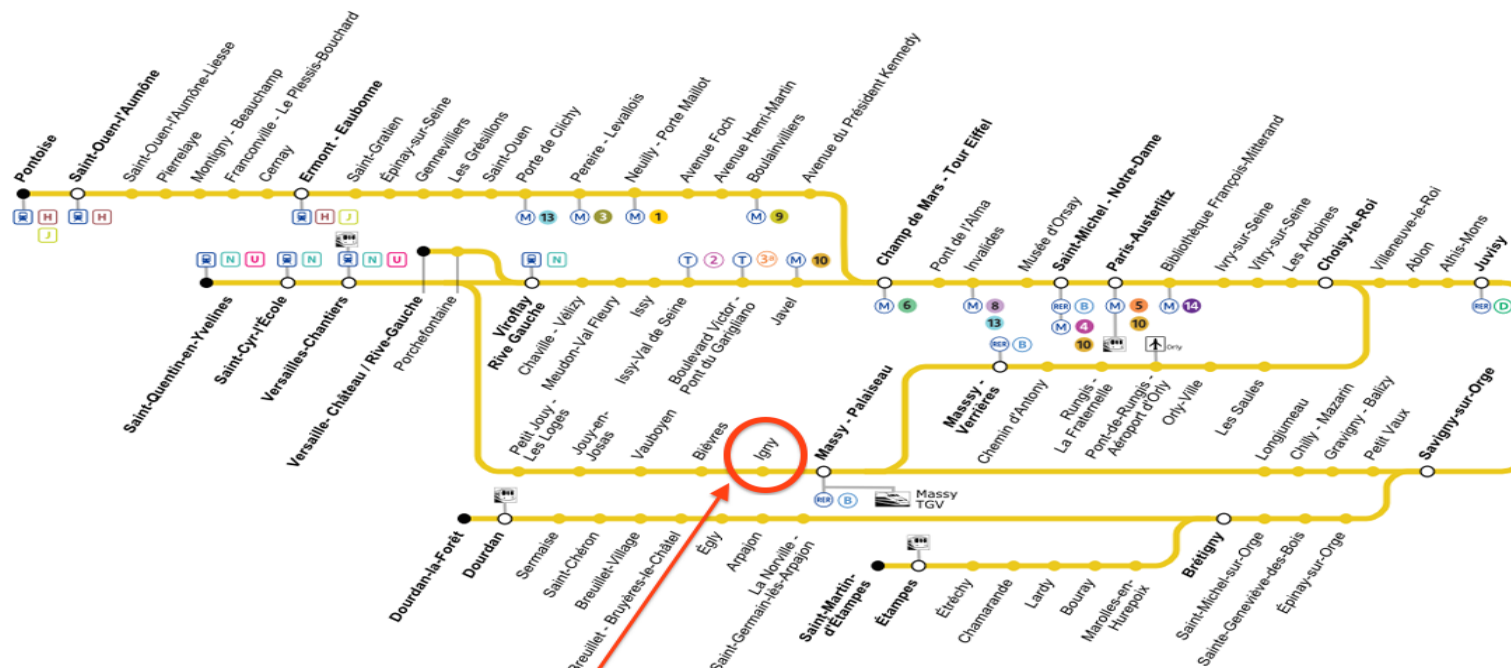 Pontoise
Saint-Ouen-l'Aumône
Saint-Ouen-l'Aumône-Liesse
Pierrelaye
Montigny - Beauchamp
Franconville - Le Plessis-Bouchard
Cernay
Ermont - Eaubonne
Saint-Gratien
Épinay-sur-Seine
Gennevilliers
Les Grésillons
Saint-Ouen
Porte de Clichy
Pereire - Levallois
Neuilly - Porte Maillot
Avenue Foch
Avenue Henri-Martin
Boulainvilliers
Avenue du Président Kennedy
H
J
H
H J
M 13
M 3
M 1
M 9
Champ de Mars - Tour Eiffel
Pont de l'Alma
Invalides
Musée d'Orsay
Saint-Michel - Notre-Dame
Paris-Austerlitz
Bibliothèque François-Mitterand
Ivry-sur-Seine
Vitry-sur-Seine
Les Ardoines
Choisy-le-Roi
Villeneuve-le-Roi
Ablon
Athis-Mons
Juvisy
N U
N
N U
N
T 2
T 3a
M 10
M 6
M 8
13
RER B
M 4
10
M 5
10
M 14
RER D
Saint-Quentin-en-Yvelines
Saint-Cyr-l'École
Versailles-Chantiers
Versaille- Château / Rive-Gauche
Porchefontaine
Viroflay
Rive Gauche
Chaville - Vélizy
Meudon-Val Fleury
Issy
Issy-Val de Seine
Boulevard Victor -
Pont du Garigliano
Javel
RER B
Orly
Masssy -
Verrières
Chemin d'Antony
Rungis -
La Fraternelle
Pont-de-Rungis -
Aéroport d'Orly
Orly-Ville
Les Saules
Petit Jouy -
Les Loges
Jouy-en-
Josas
Vauboyen
Bièvres
Igny
Massy - Palaiseau
Longjumeau
Chilly - Mazarin
Gravigny - Balizy
Petit Vaux
Savigny-sur-Orge
RER B
Massy
TGV
Dourdan-la-Forêt
Dourdan
Sermaise
Saint-Chéron
Breuillet-Village
Breuillet - Bruyères-le-Châtel
Égly
Arpajon
La Norville -
Saint-Germain-lès-Arpajon
Saint-Martin-
d'Étampes
Étampes
Étréchy
Chamarande
Lardy
Bouray
Marolles-en-
Hurepoix
Brétigny
Saint-Michel-sur-Orge
Sainte-Geneviève-des-Bois
Épinay-sur-Orge